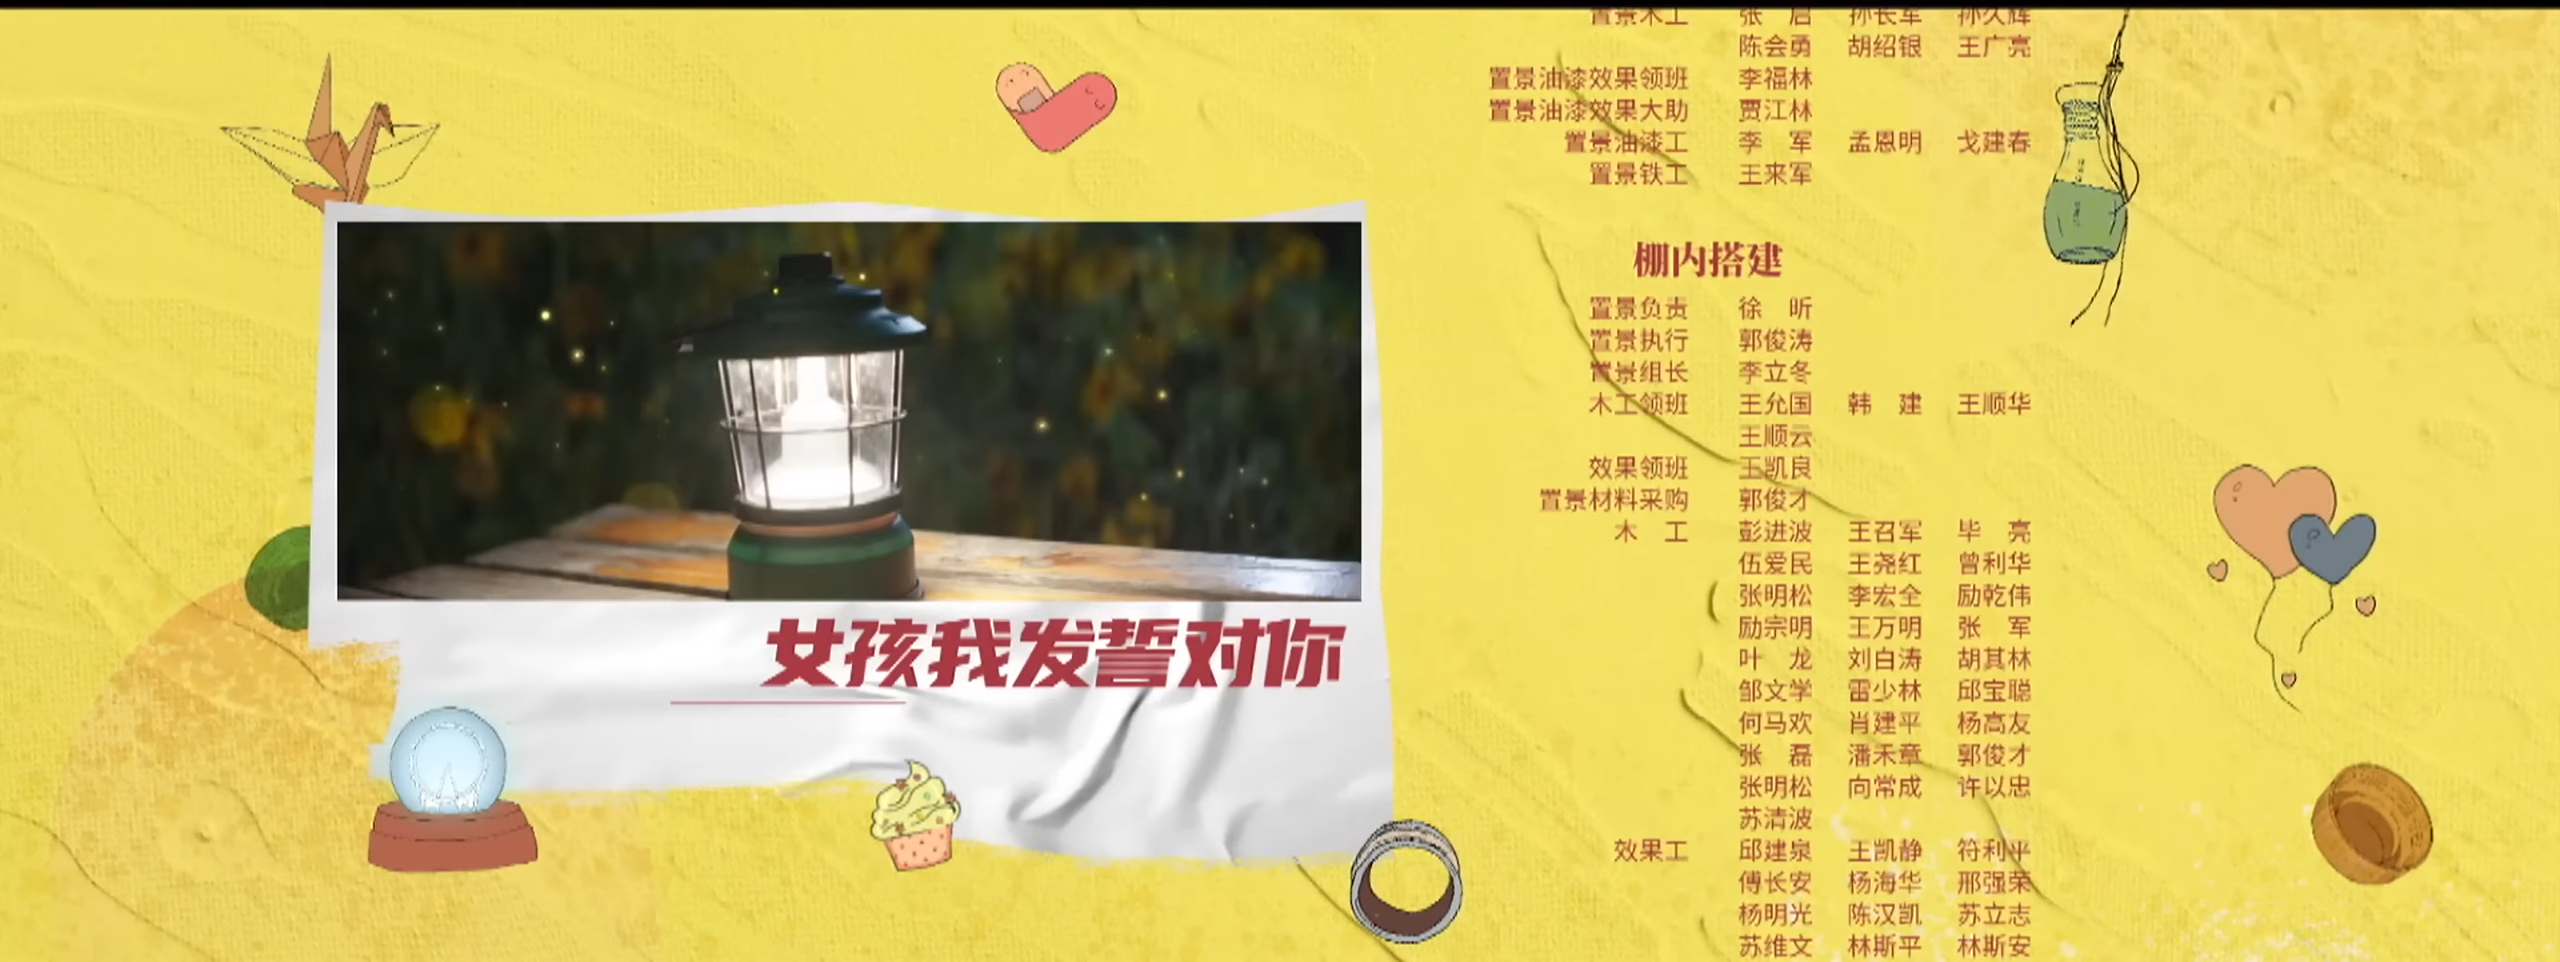 女孩我发誓对你
置景木工 张 启 孙长军 孙久辉
陈会勇 胡绍银 王广亮
置景油漆效果领班 李福林
置景油漆效果大助 贾江林
置景油漆工 李 军 孟恩明 戈建春
置景铁工 王来军
棚内搭建
置景负责 徐 昕
置景执行 郭俊涛
置景组长 李立冬
木工领班 王允国 韩 建 王顺华
王顺云
效果领班 王凯良
置景材料采购 郭俊才
木 工 彭进波 王召军 毕 亮
伍爱民 王尧红 曾利华
张明松 李宏全 励乾伟
励宗明 王万明 张 军
叶 龙 刘白涛 胡其林
邹文学 雷少林 邱宝聪
何马欢 肖建平 杨高友
张 磊 潘禾章 郭俊才
张明松 向常成 许以忠
苏清波
效果工 邱建泉 王凯静 符利平
傅长安 杨海华 邢强荣
杨明光 陈汉凯 苏立志
苏维文 林斯平 林斯安